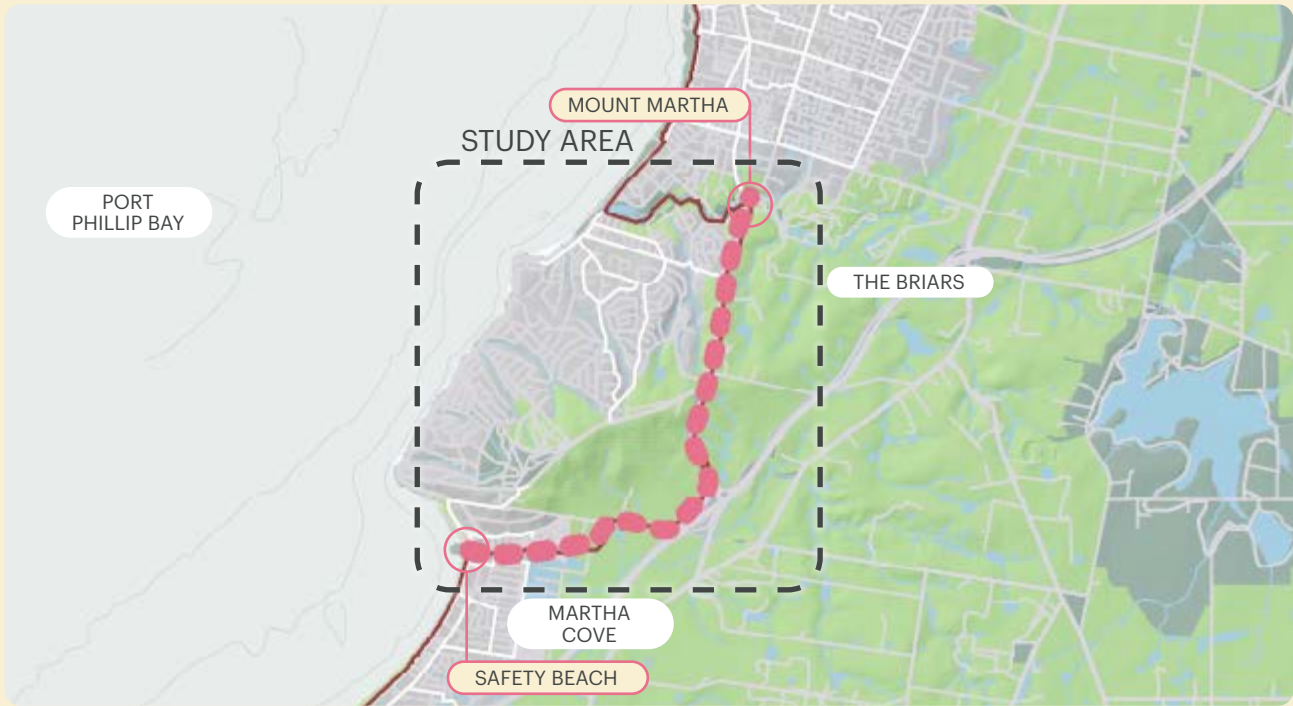 MOUNT MARTHA
STUDY AREA
PORT
PHILLIP BAY
THE BRIARS
MARTHA
COVE
SAFETY BEACH